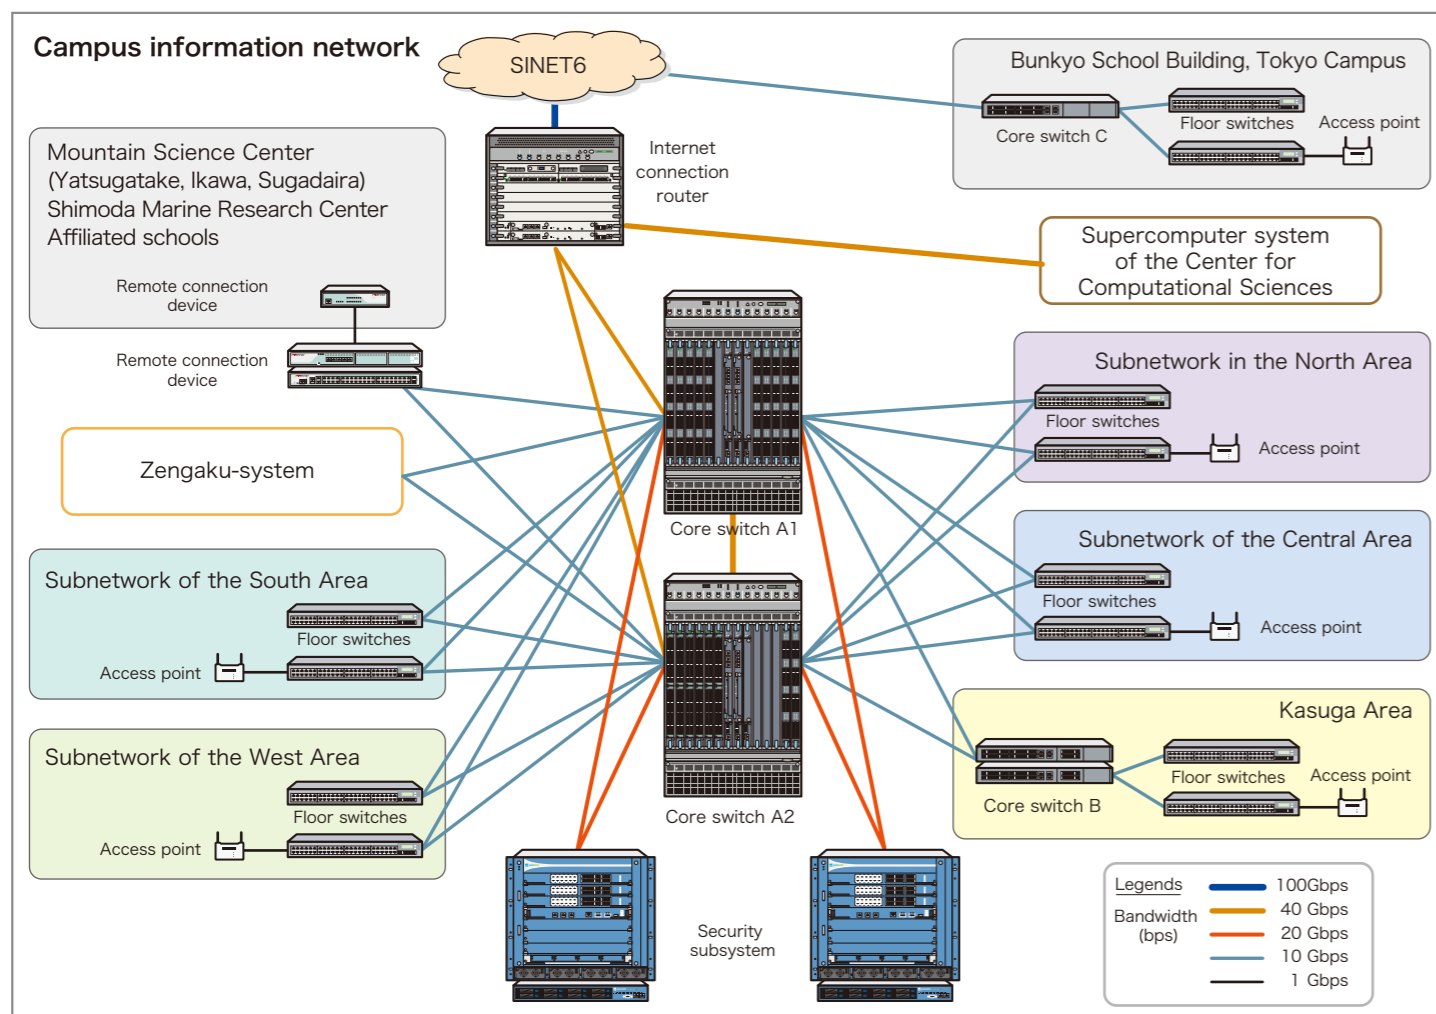 Campus information network
SINET6
Bunkyo School Building, Tokyo Campus
Core switch C
Floor switches
Access point
Internet
connection
router
Mountain Science Center
(Yatsugatake, Ikawa, Sugadaira)
Shimoda Marine Research Center
Affiliated schools
Remote connection
device
Remote connection
device
Supercomputer system
of the Center for
Computational Sciences
Subnetwork in the North Area
Floor switches
Access point
Zengaku-system
Core switch A1
Subnetwork of the Central Area
Floor switches
Access point
Subnetwork of the South Area
Floor switches
Access point
Core switch A2
Kasuga Area
Core switch B
Floor switches
Access point
Subnetwork of the West Area
Floor switches
Access point
Security
subsystem
Legends
Bandwidth
(bps)
100Gbps
40 Gbps
20 Gbps
10 Gbps
1 Gbps